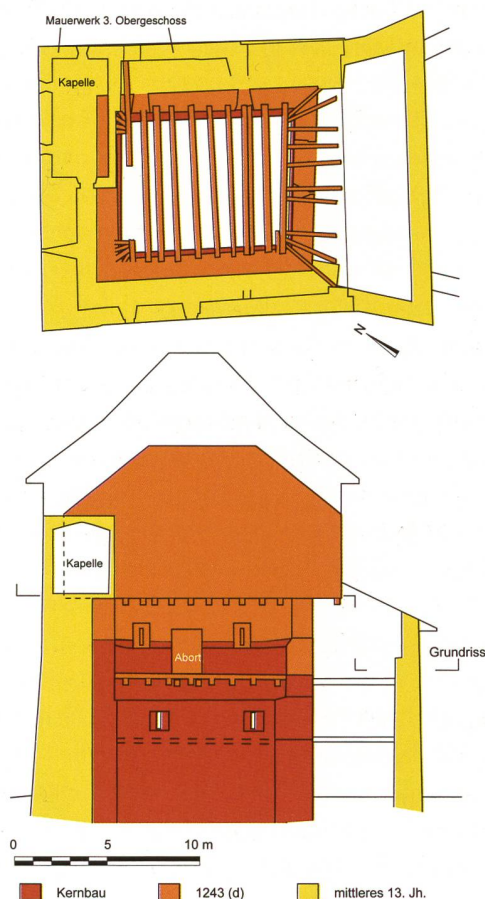 Mauerwerk 3. Obergeschoss
Kapelle
N
Kapelle
Abort
Grundriss
0 5 10 m
Kernbau 1243 (d) mittleres 13. Jh.